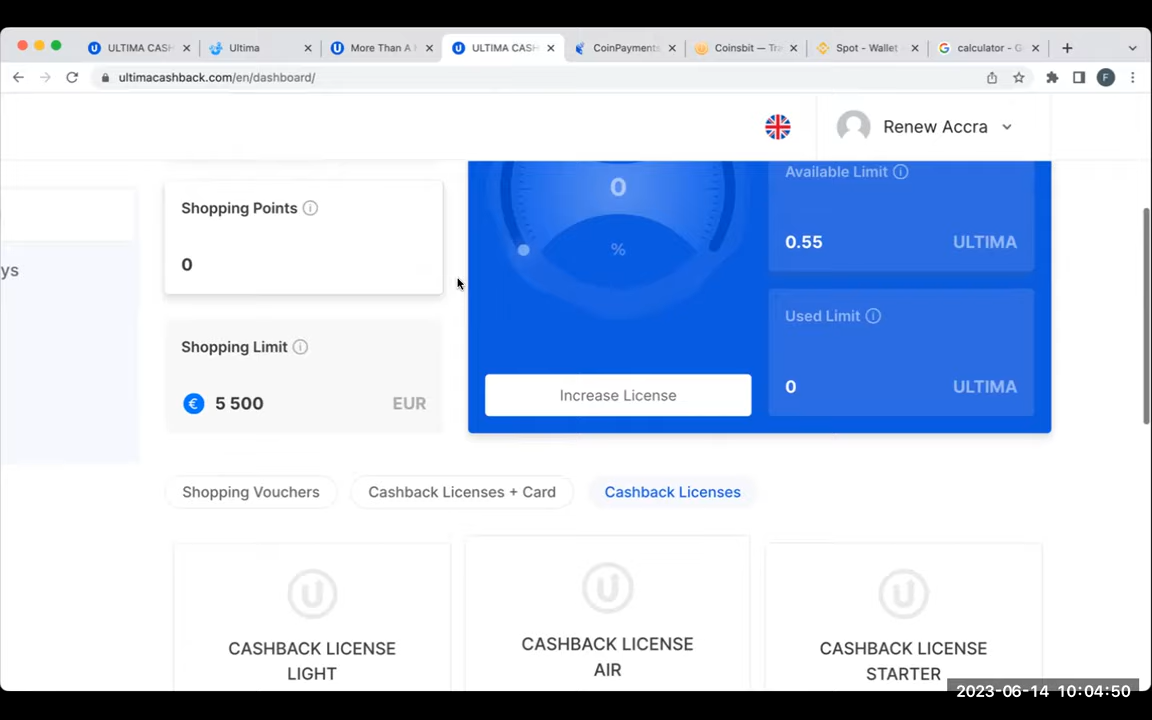 ULTIMA CASH
Ultima
More Than A
ULTIMA CASH
CoinPayments
Coinsbit — Tra
Spot - Wallet
calculator - G
ultimacashback.com/en/dashboard/
F
Renew Accra
ys
Shopping Points
0
Shopping Limit
€ 5 500 EUR
0
%
Increase License
Available Limit
0.55 ULTIMA
Used Limit
0 ULTIMA
Shopping Vouchers
Cashback Licenses + Card
Cashback Licenses
CASHBACK LICENSE
LIGHT
CASHBACK LICENSE
AIR
CASHBACK LICENSE
STARTER
2023-06-14 10:04:50